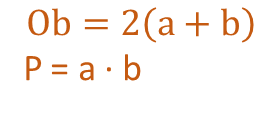 Ob = 2(a + b)
P = a · b